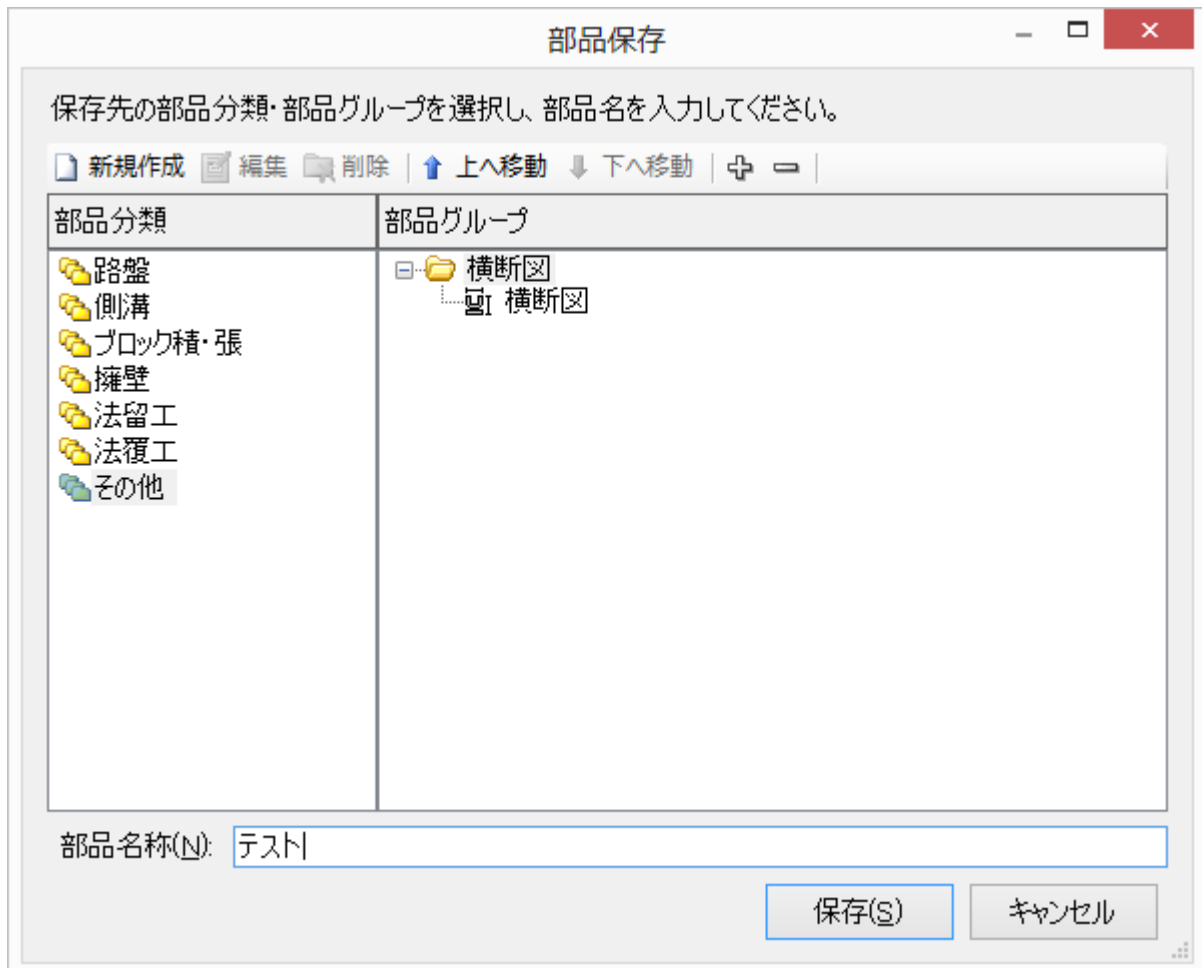 部品保存
保存先の部品分類・部品グループを選択し、部品名を入力してください。
新規作成 編集 削除 上へ移動 下へ移動
部品分類 部品グループ
路盤
側溝
ブロック積・張
擁壁
法留工
法覆工
その他
横断図
横断図
部品名称(N): テスト
保存(S) キャンセル